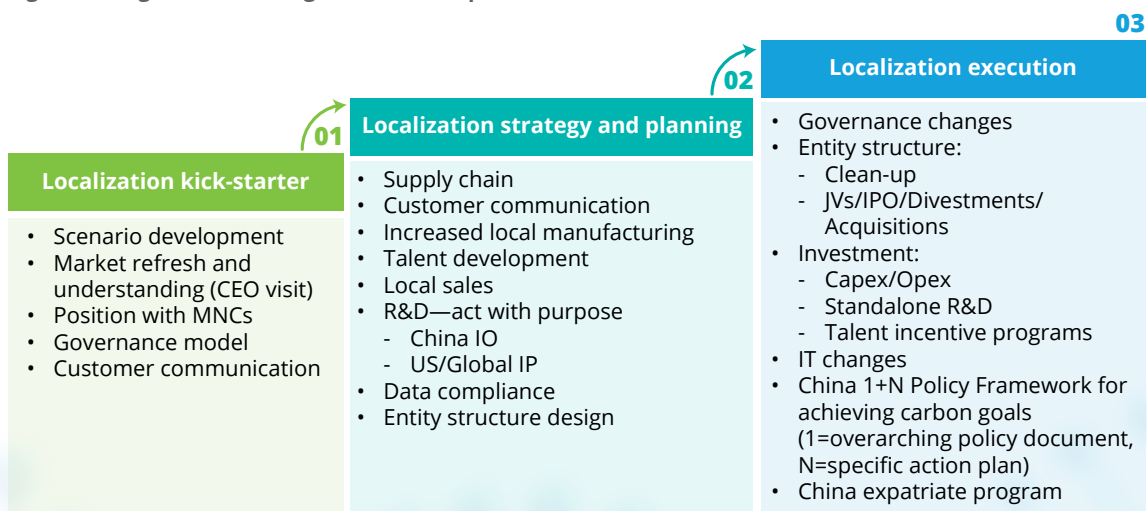 03
02
Localization execution
01
Localization strategy and planning
Localization kick-starter
• Scenario development
• Market refresh and
understanding (CEO visit)
• Position with MNCs
• Governance model
• Customer communication
• Supply chain
• Customer communication
• Increased local manufacturing
• Talent development
• Local sales
• R&D—act with purpose
- China IO
- US/Global IP
• Data compliance
• Entity structure design
• Governance changes
• Entity structure:
- Clean-up
- JVs/IPO/Divestments/
Acquisitions
• Investment:
- Capex/Opex
- Standalone R&D
- Talent incentive programs
• IT changes
• China 1+N Policy Framework for
achieving carbon goals
(1=overarching policy document,
N=specific action plan)
• China expatriate program